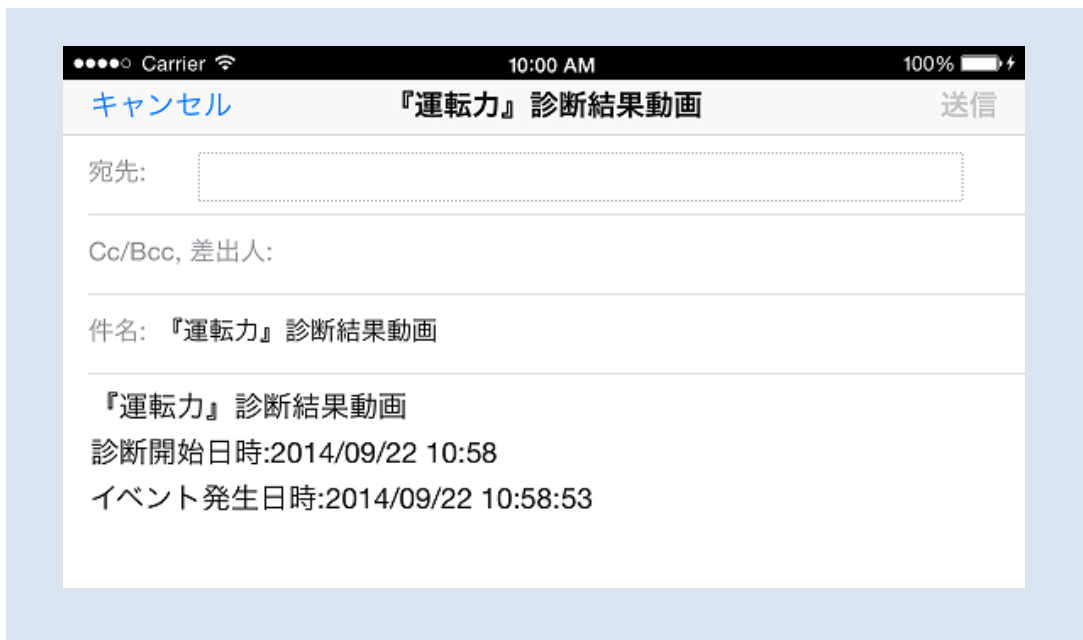 Carrier 10:00 AM 100%
キャンセル 『運転力』診断結果動画 送信
宛先:
Cc/Bcc, 差出人:
件名: 『運転力』診断結果動画
『運転力』診断結果動画
診断開始日時:2014/09/22 10:58
イベント発生日時:2014/09/22 10:58:53